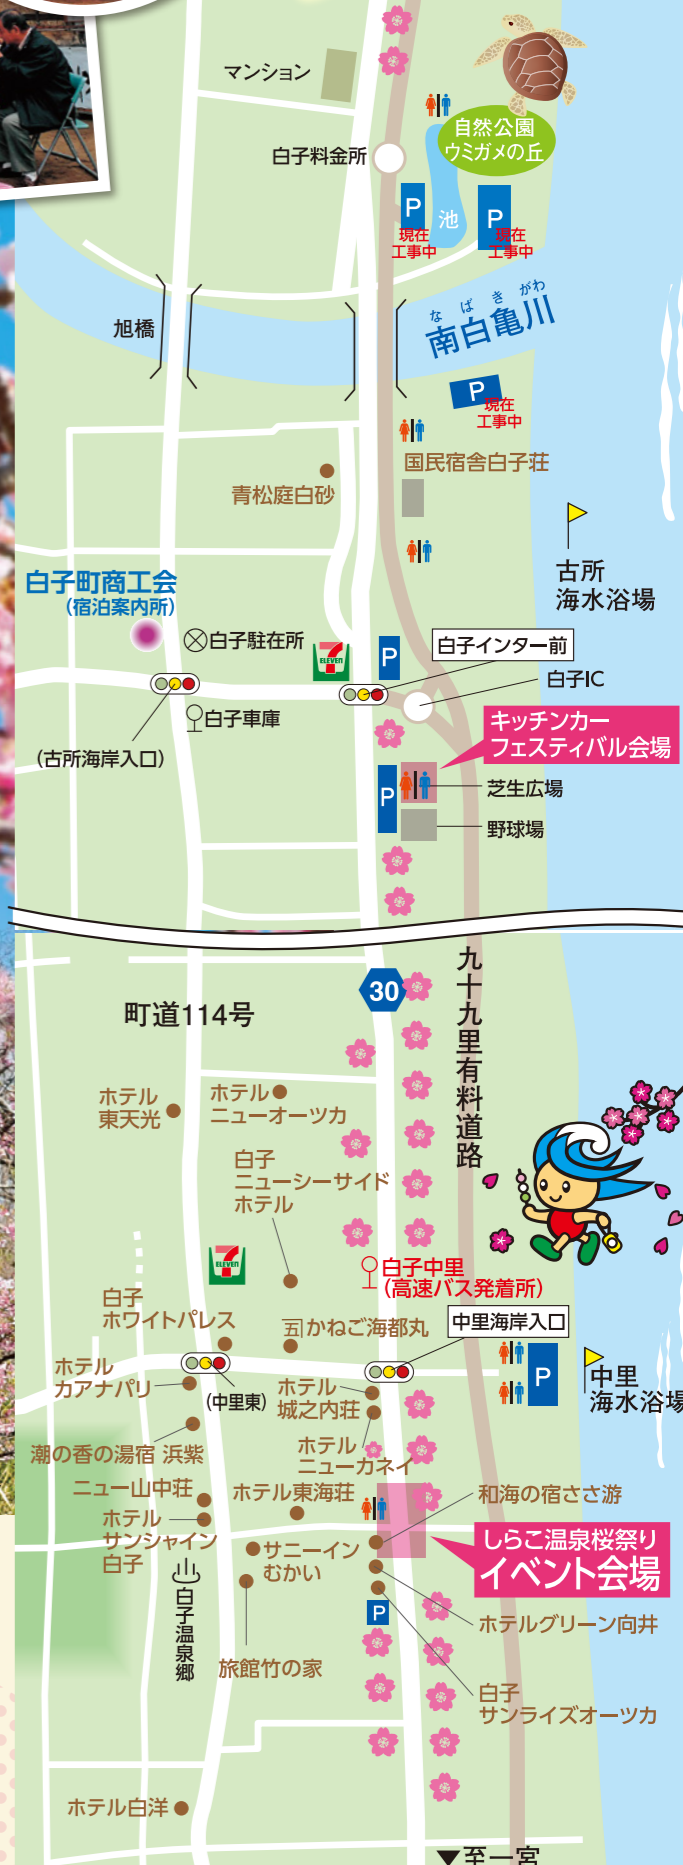 マンション
自然公園
ウミガメの丘
白子料金所
P
池
P
現在
工事中
現在
工事中
なばきがわ
南白亀川
旭橋
P
現在
工事中
国民宿舎白子荘
青松庭白砂
古所
海水浴場
白子町商工会
(宿泊案内所)
白子駐在所
7
ELEVEN
P
白子インター前
白子IC
白子車庫
(古所海岸入口)
キッチンカー
フェスティバル会場
P
芝生広場
野球場
九十九里有料道路
30
町道114号
ホテル
東天光
ホテル
ニューオーツカ
白子
ニューシーサイド
ホテル
7
ELEVEN
白子中里
(高速バス発着所)
白子
ホワイトパレス
かねご海都丸
中里海岸入口
P
中里
海水浴場
ホテル
カアナパリ
(中里東)
ホテル
城之内荘
潮の香の湯宿 浜紫
ホテル
ニューカネイ
ニュー山中荘
ホテル東海荘
和海の宿ささ游
ホテル
サンシャイン
白子
サニーイン
むかい
しらこ温泉桜祭り
イベント会場
白子温泉郷
P
ホテルグリーン向井
旅館竹の家
白子
サンライズオーツカ
ホテル白洋
▼至一宮